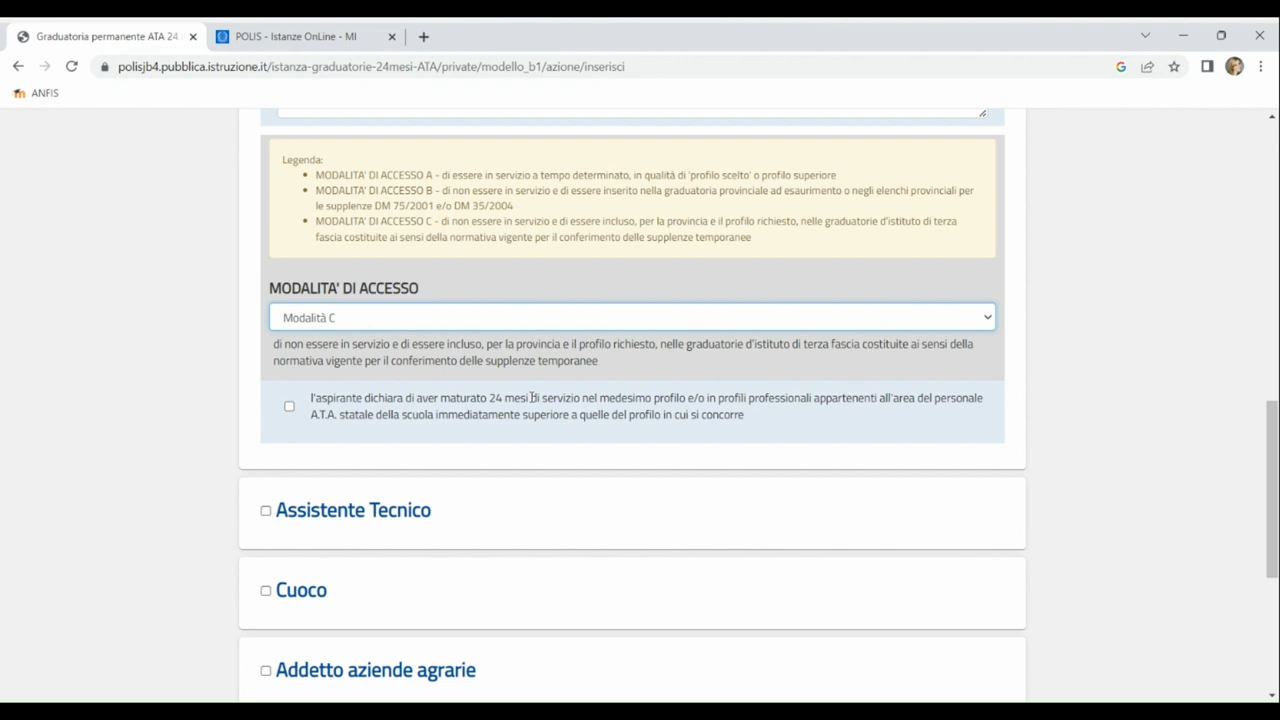 Graduatoria permanente ATA 24
POLIS - Istanze OnLine - MI
polisjb4.pubblica.istruzione.it/istanza-graduatorie-24mesi-ATA/private/modello_b1/azione/inserisci
ANFIS
Legenda:
MODALITA' DI ACCESSO A - di essere in servizio a tempo determinato, in qualità di 'profilo scelto' o profilo superiore
MODALITA' DI ACCESSO B - di non essere in servizio e di essere inserito nella graduatoria provinciale ad esaurimento o negli elenchi provinciali per
le supplenze DM 75/2001 e/o DM 35/2004
MODALITA' DI ACCESSO C - di non essere in servizio e di essere incluso, per la provincia e il profilo richiesto, nelle graduatorie d'istituto di terza
fascia costituite ai sensi della normativa vigente per il conferimento delle supplenze temporanee
MODALITA' DI ACCESSO
Modalità C
di non essere in servizio e di essere incluso, per la provincia e il profilo richiesto, nelle graduatorie d'istituto di terza fascia costituite ai sensi della
normativa vigente per il conferimento delle supplenze temporanee
l'aspirante dichiara di aver maturato 24 mesi di servizio nel medesimo profilo e/o in profili professionali appartenenti all'area del personale
A.T.A. statale della scuola immediatamente superiore a quelle del profilo in cui si concorre
Assistente Tecnico
Cuoco
Addetto aziende agrarie